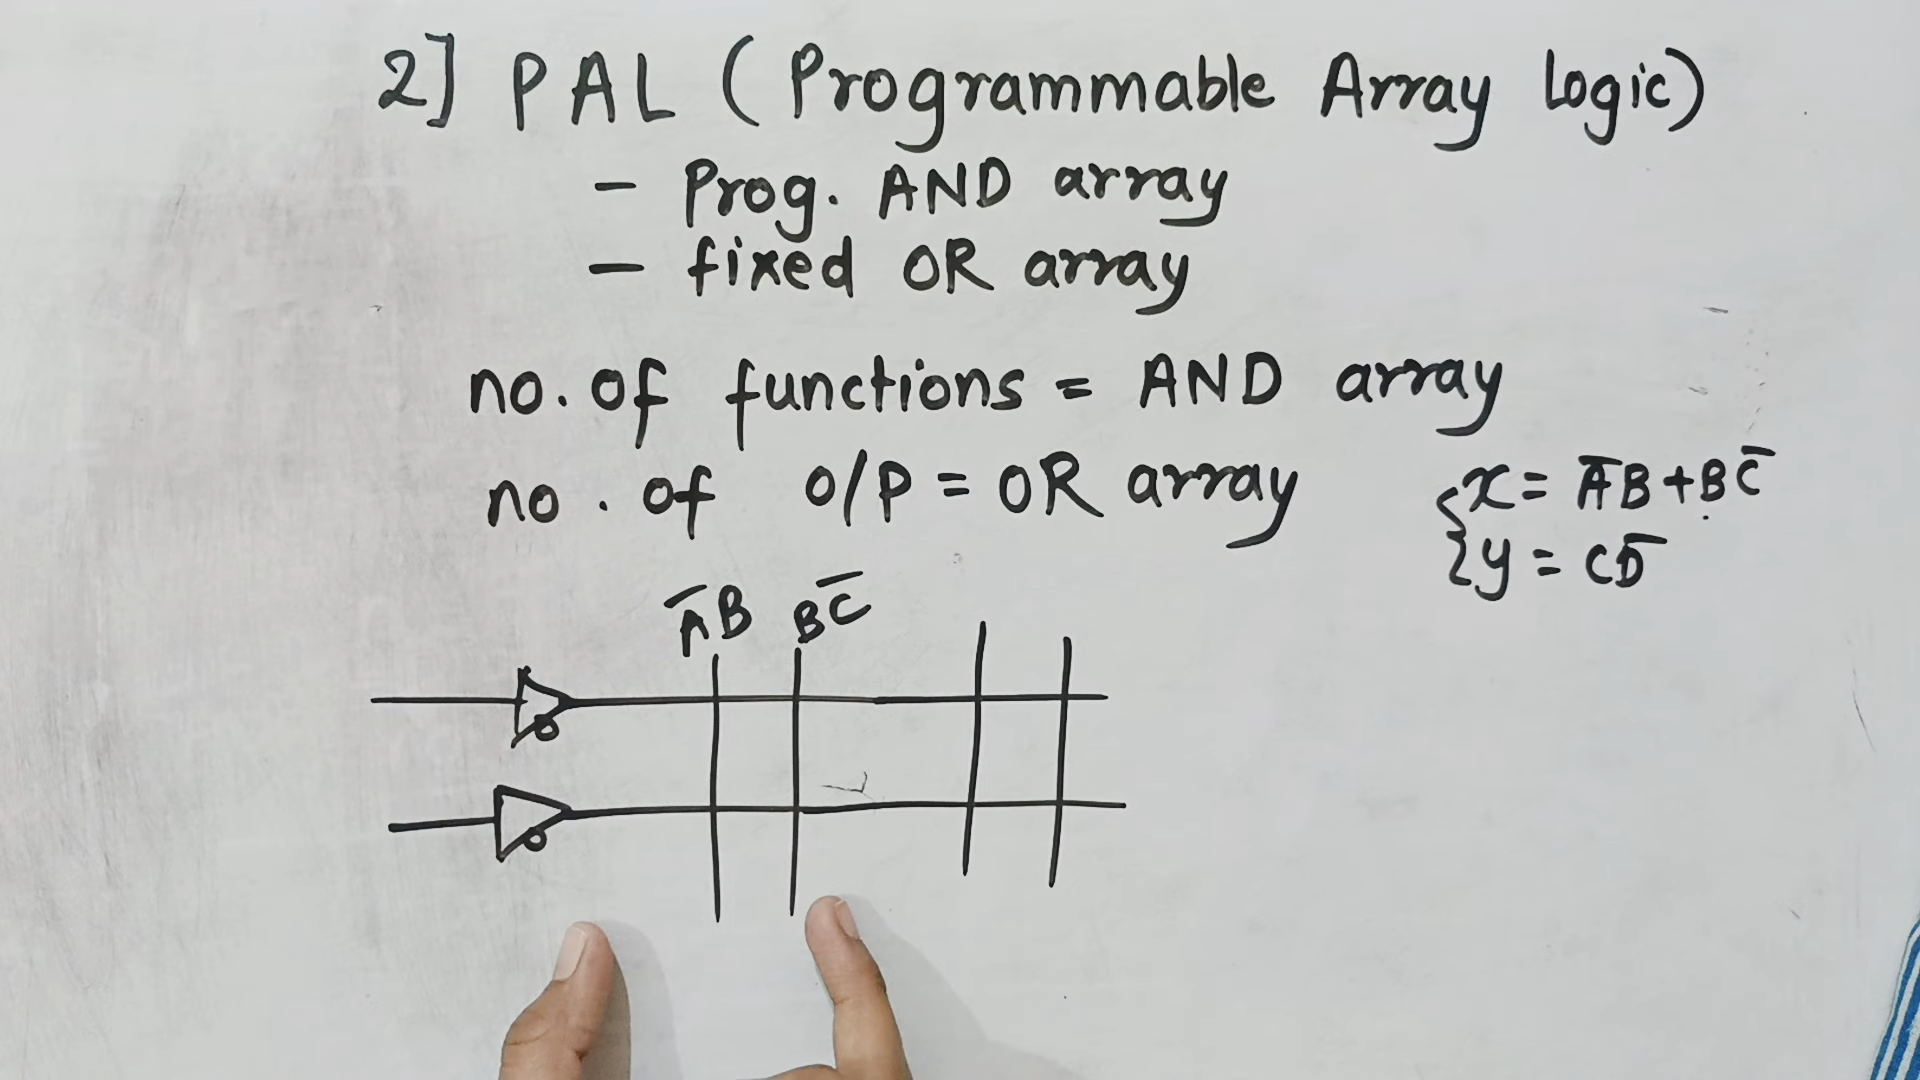 2] PAL ( Programmable Array Logic)
- Prog. AND array
- fixed OR array
no. of functions = AND array
no. of O/P = OR array
x = A̅B + BC̅
y = CD̅
A̅B BC̅